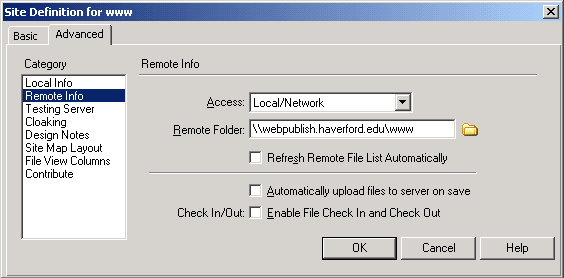 Site Definition for www
Basic
Advanced
Category
Local Info
Remote Info
Testing Server
Cloaking
Design Notes
Site Map Layout
File View Columns
Contribute
Remote Info
Access: Local/Network
Remote Folder: \\webpublish.haverford.edu\www
Refresh Remote File List Automatically
Automatically upload files to server on save
Check In/Out: Enable File Check In and Check Out
OK Cancel Help